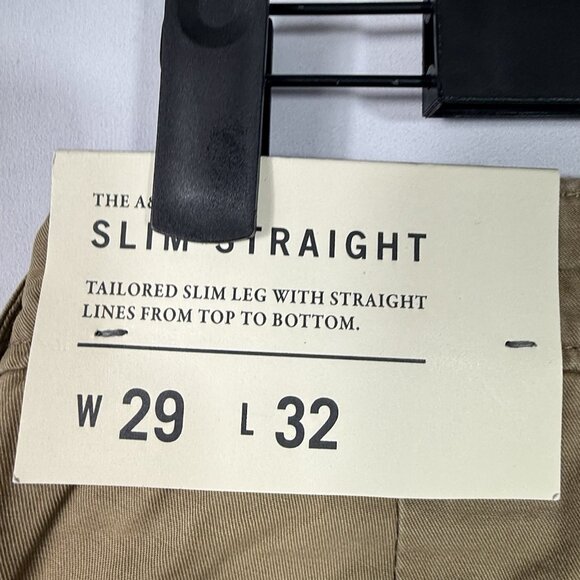 THE A&
SLIM STRAIGHT
TAILORED SLIM LEG WITH STRAIGHT
LINES FROM TOP TO BOTTOM.
W 29 L 32